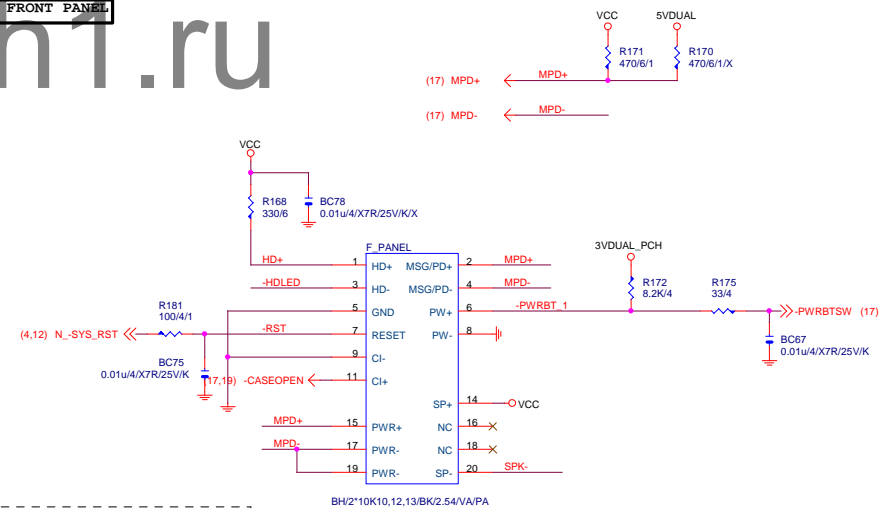 FRONT PANEL
n1.ru
VCC 5VDUAL
R171
470/6/1
R170
470/6/1/X
(17) MPD+ MPD+
(17) MPD- MPD-
VCC
R168
330/6
BC78
0.01u/4/X7R/25V/K/X
F_PANEL
HD+ 1 HD+ MSG/PD+ 2 MPD+
-HDLED 3 HD- MSG/PD- 4 MPD-
5 GND PW+ 6 -PWRBT_1
-RST 7 RESET PW- 8
9 CI-
11 CI+
SP+ 14 VCC
MPD+ 15 PWR+ NC 16
MPD- 17 PWR- NC 18
19 PWR- SP- 20 SPK-
3VDUAL_PCH
R172
8.2K/4
R175
33/4
-PWRBTSW (17)
BC67
0.01u/4/X7R/25V/K
R181
100/4/1
(4,12) N_-SYS_RST
BC75
0.01u/4/X7R/25V/K
17,19) -CASEOPEN
BH/2*10K10,12,13/BK/2.54/VA/PA